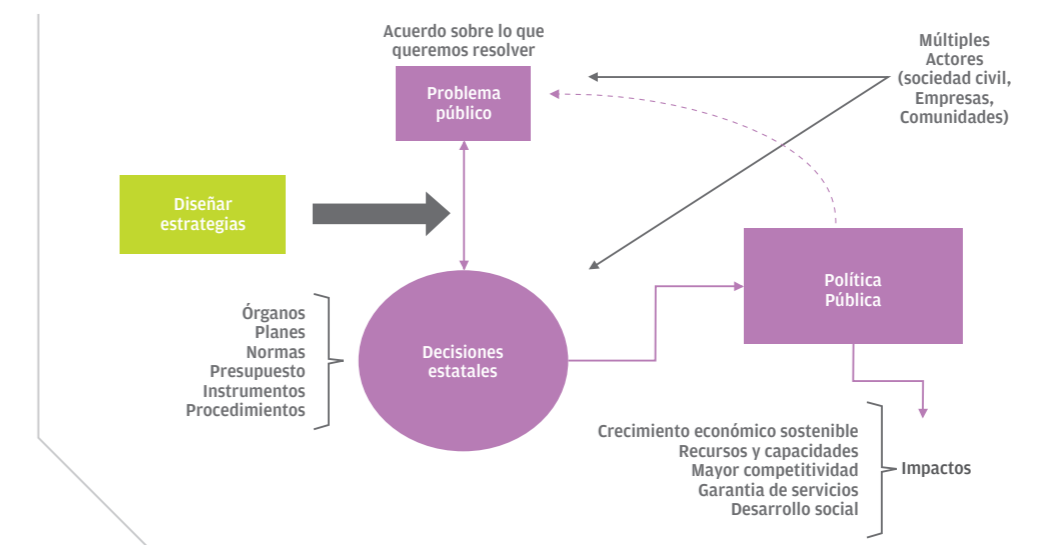 Acuerdo sobre lo que
queremos resolver
Problema
público
Múltiples
Actores
(sociedad civil,
Empresas,
Comunidades)
Diseñar
estrategias
Política
Pública
Órganos
Planes
Normas
Presupuesto
Instrumentos
Procedimientos
Decisiones
estatales
Crecimiento económico sostenible
Recursos y capacidades
Mayor competitividad
Garantia de servicios
Desarrollo social
Impactos